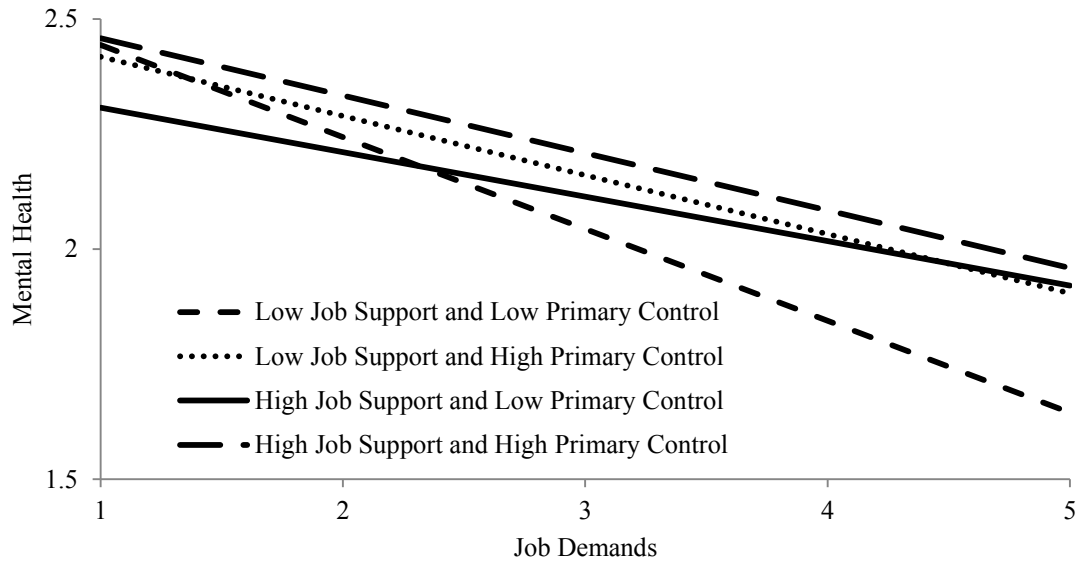 2.5
2
1.5
Mental Health
Low Job Support and Low Primary Control
Low Job Support and High Primary Control
High Job Support and Low Primary Control
High Job Support and High Primary Control
1 2 3 4 5
Job Demands